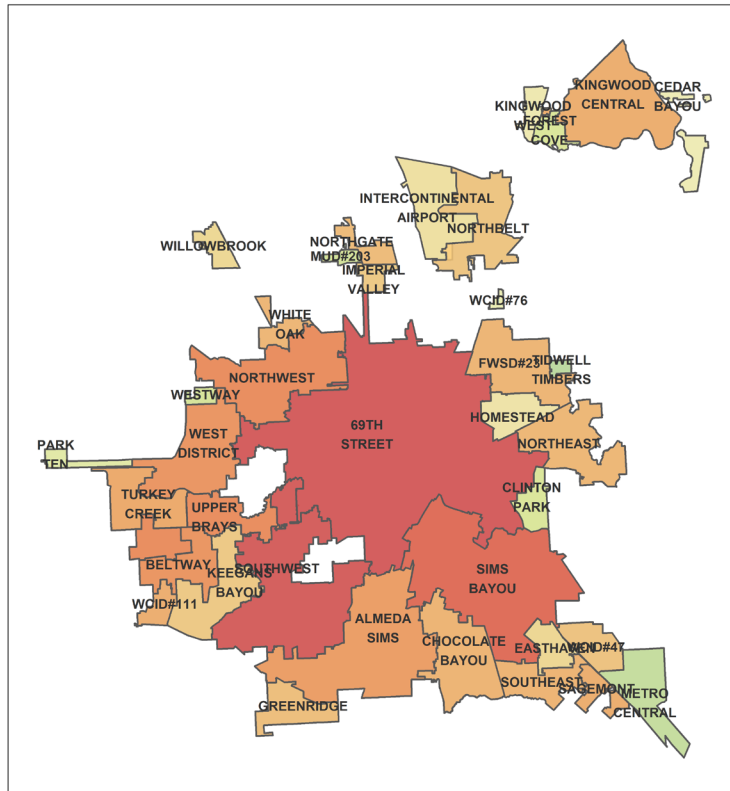 KINGWOOD
CENTRAL
CEDAR
BAYOU
KINGWOOD
WEST
FOREST
COVE
INTERCONTINENTAL
AIRPORT
NORTHBELT
WILLOWBROOK
NORTHGATE
MUD#203
IMPERIAL
VALLEY
WCID#76
WHITE
OAK
FWSD#23
TIDWELL
TIMBERS
NORTHWEST
WESTWAY
HOMESTEAD
69TH
STREET
WEST
DISTRICT
NORTHEAST
PARK
TEN
CLINTON
PARK
TURKEY
CREEK
UPPER
BRAYS
BELTWAY
KEEGANS
BAYOU
SOUTHWEST
SIMS
BAYOU
WCID#111
ALMEDA
SIMS
CHOCOLATE
BAYOU
EASTHAVEN
WCID#47
SOUTHEAST
SAGEMONT
METRO
CENTRAL
GREENRIDGE